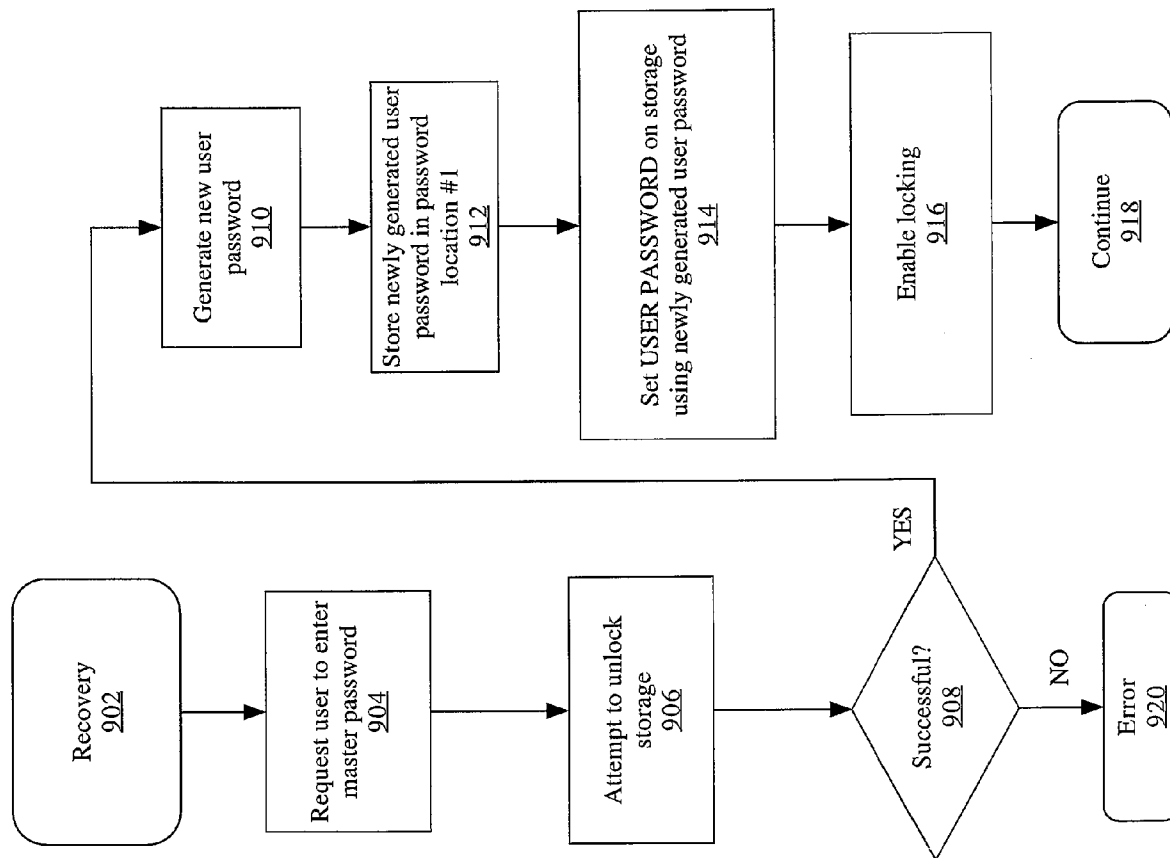 Recovery
902
Request user to enter
master password
904
Attempt to unlock
storage
906
Successful?
908
YES
NO
Error
920
Generate new user
password
910
Store newly generated user
password in password
location #1
912
Set USER PASSWORD on storage
using newly generated user password
914
Enable locking
916
Continue
918